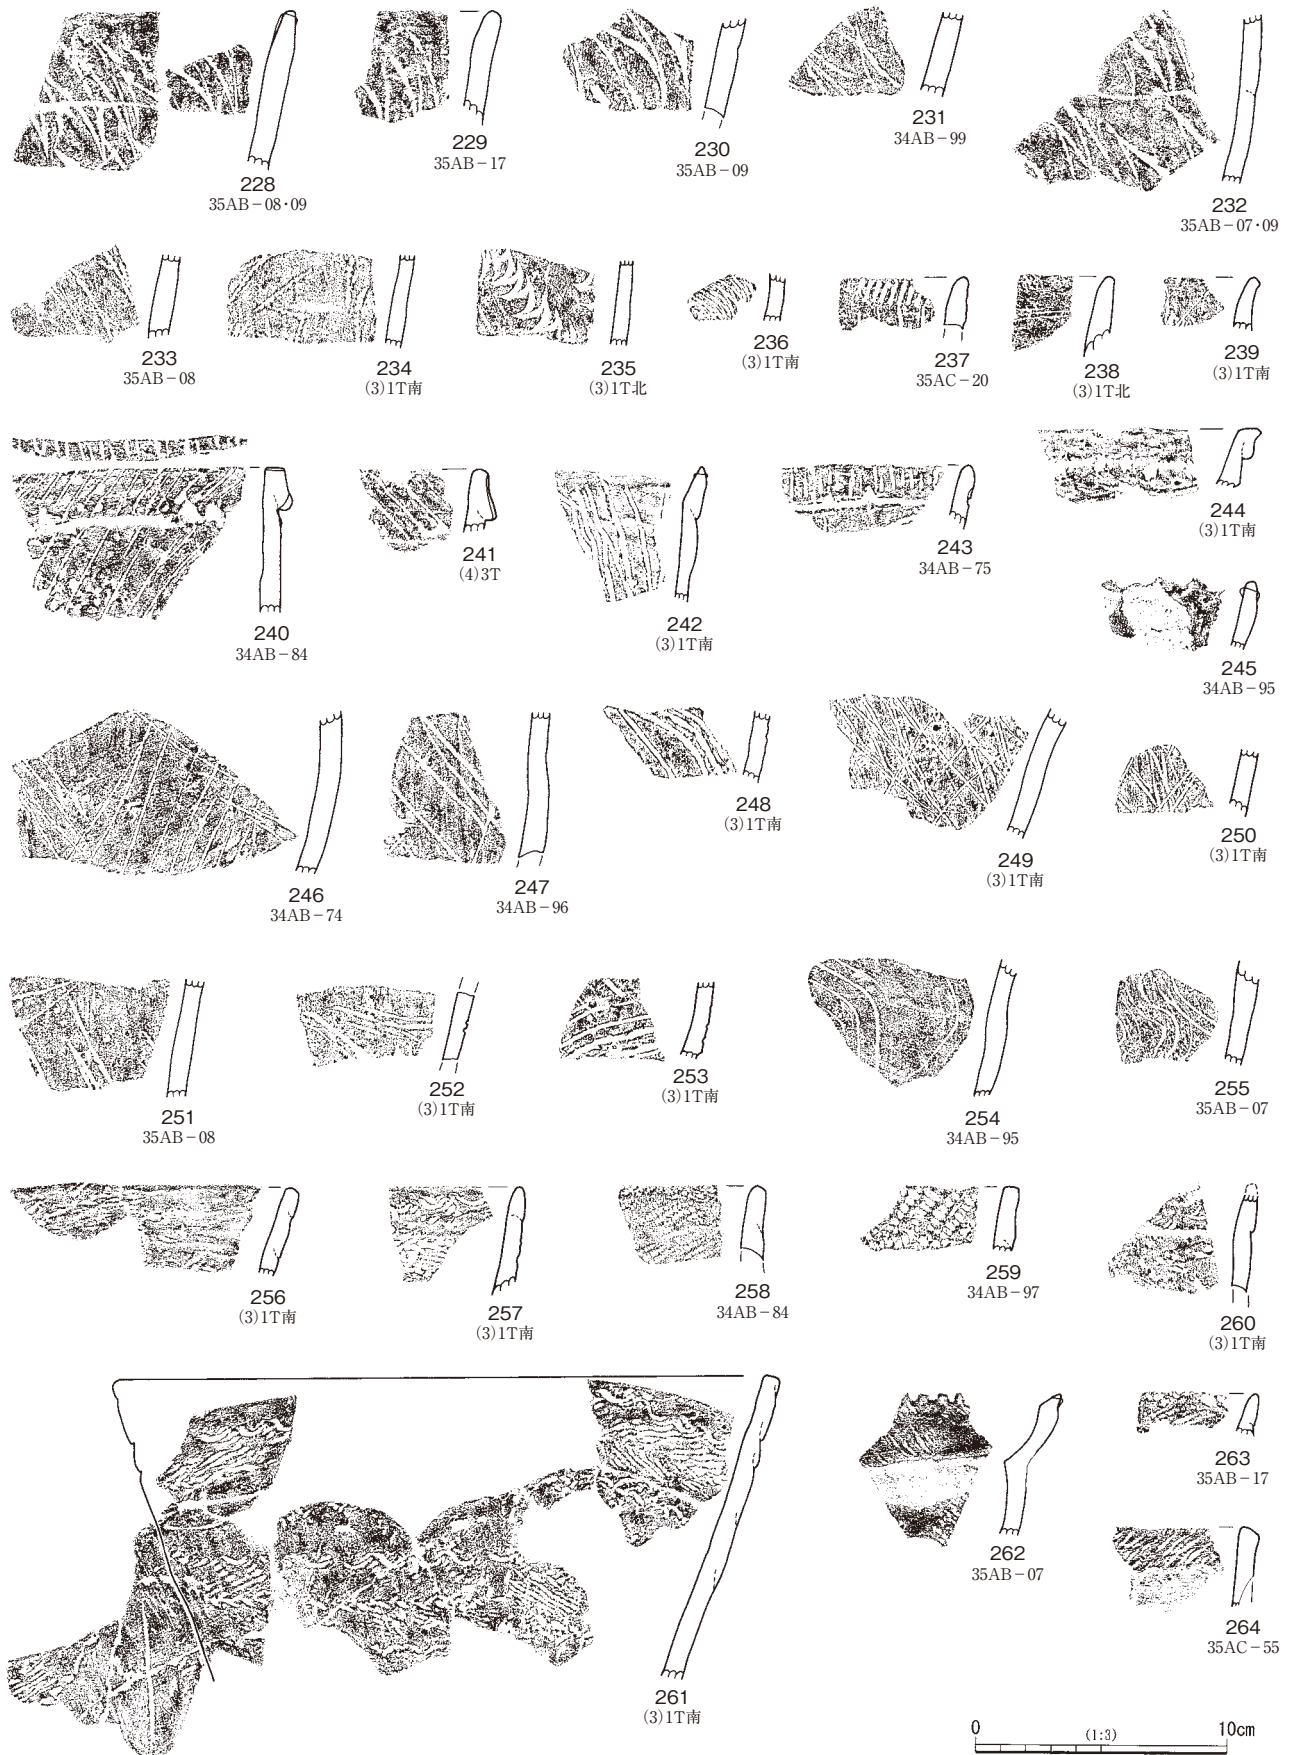 228
35AB-08・09
229
35AB-17
230
35AB-09
231
34AB-99
232
35AB-07・09
233
35AB-08
234
(3)1T南
235
(3)1T北
236
(3)1T南
237
35AC-20
238
(3)1T北
239
(3)1T南
240
34AB-84
241
(4)3T
242
(3)1T南
243
34AB-75
244
(3)1T南
245
34AB-95
246
34AB-74
247
34AB-96
248
(3)1T南
249
(3)1T南
250
(3)1T南
251
35AB-08
252
(3)1T南
253
(3)1T南
254
34AB-95
255
35AB-07
256
(3)1T南
257
(3)1T南
258
34AB-84
259
34AB-97
260
(3)1T南
261
(3)1T南
262
35AB-07
263
35AB-17
264
35AC-55
0 (1:3) 10cm